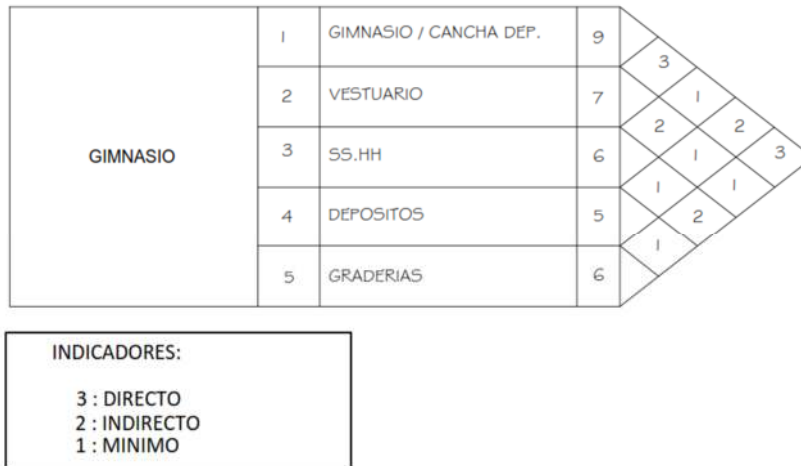 GIMNASIO
1 GIMNASIO / CANCHA DEP. 9
2 VESTUARIO 7
3 SS.HH 6
4 DEPOSITOS 5
5 GRADERIAS 6
3
1
2 2
3
1
1 1
2
1
INDICADORES:
3 : DIRECTO
2 : INDIRECTO
1 : MINIMO